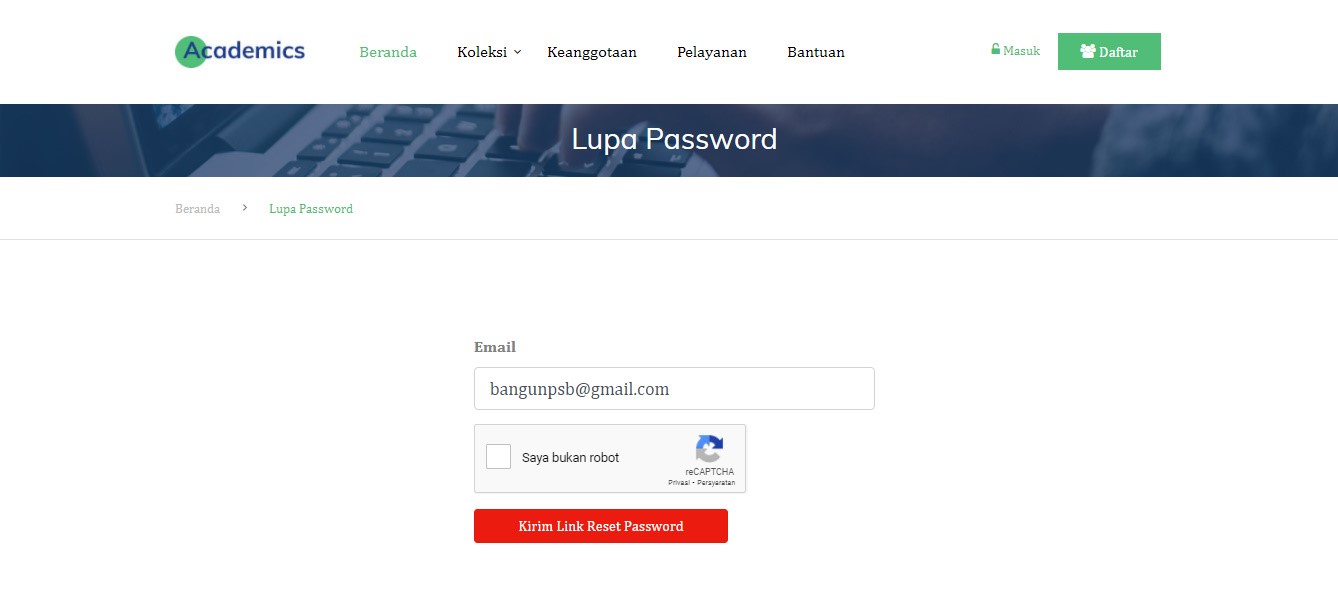 Academics
Beranda Koleksi Keanggotaan Pelayanan Bantuan Masuk Daftar
Lupa Password
Beranda > Lupa Password
Email
bangunpsb@gmail.com
Saya bukan robot
reCAPTCHA
Privasi - Persyaratan
Kirim Link Reset Password